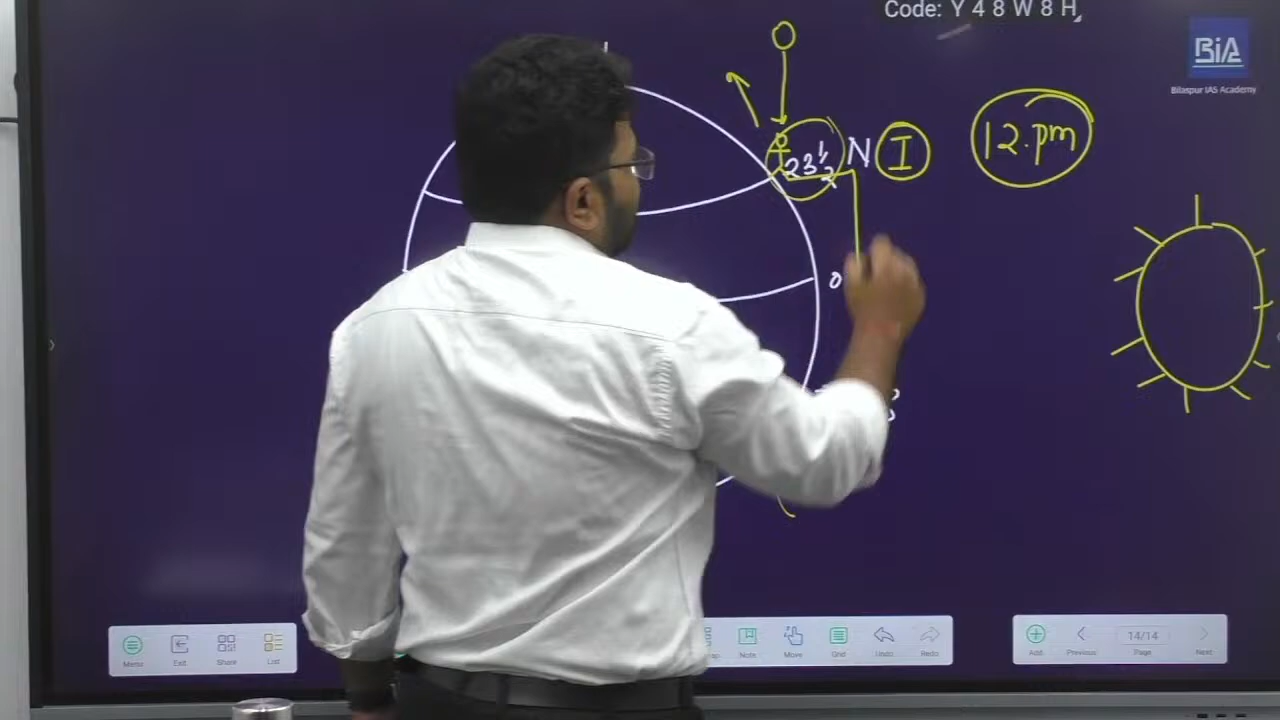 Code: Y 4 8 W 8 H
BiA
Bilaspur IAS Academy
12.pm
23½ N I
0
Menu Exit Share List
Note Move Grid Undo Redo
Add Previous 14/14 Page Next